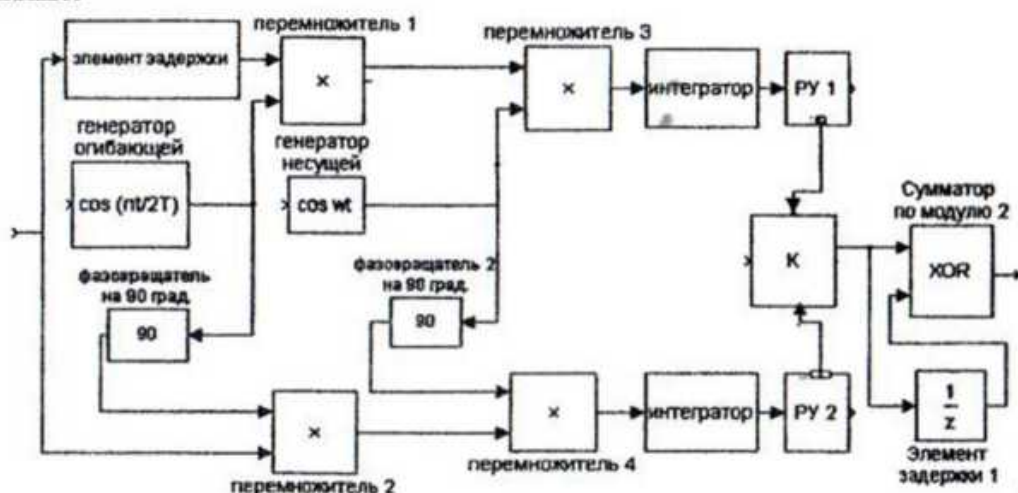 перемножитель 1
перемножитель 3
элемент задержки
×
×
интегратор
РУ 1
генератор
огибающей
генератор
несущей
cos (nt/2T)
cos wt
Сумматор
по модулю 2
К
XOR
фазовращатель
на 90 град.
фазовращатель 2
на 90 град.
90
90
×
×
интегратор
РУ 2
1
z
перемножитель 2
перемножитель 4
Элемент
задержки 1